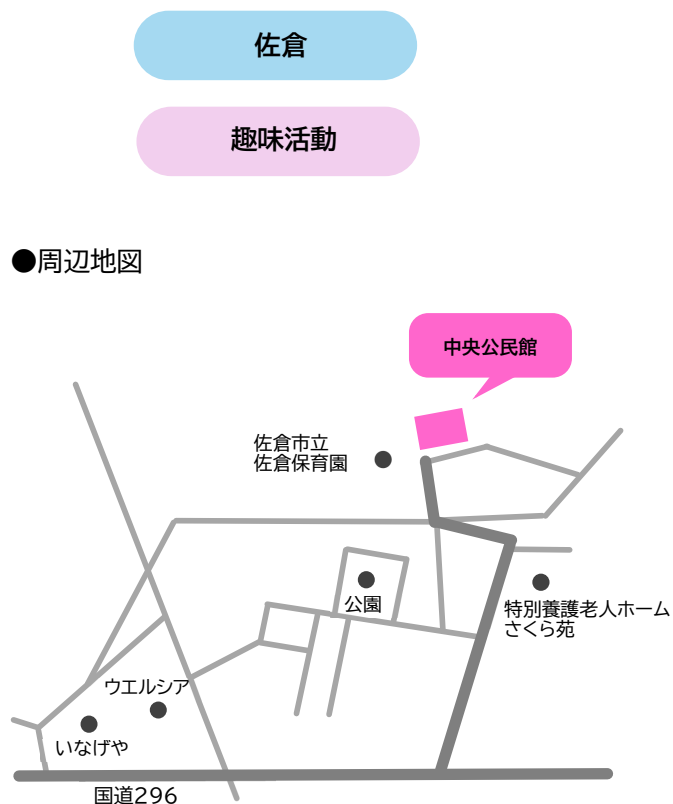 佐倉
趣味活動
●周辺地図
中央公民館
佐倉市立
佐倉保育園
公園
特別養護老人ホーム
さくら苑
ウエルシア
いなげや
国道296